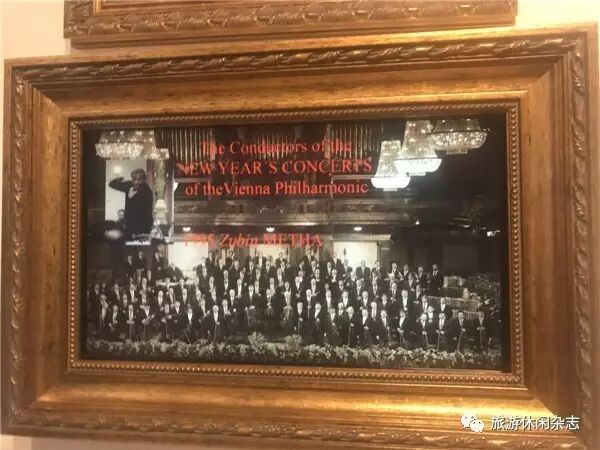 The Conductors of the
NEW YEAR'S CONCERTS
of the Vienna Philharmonic
1995 Zubin METHA
旅游休闲杂志